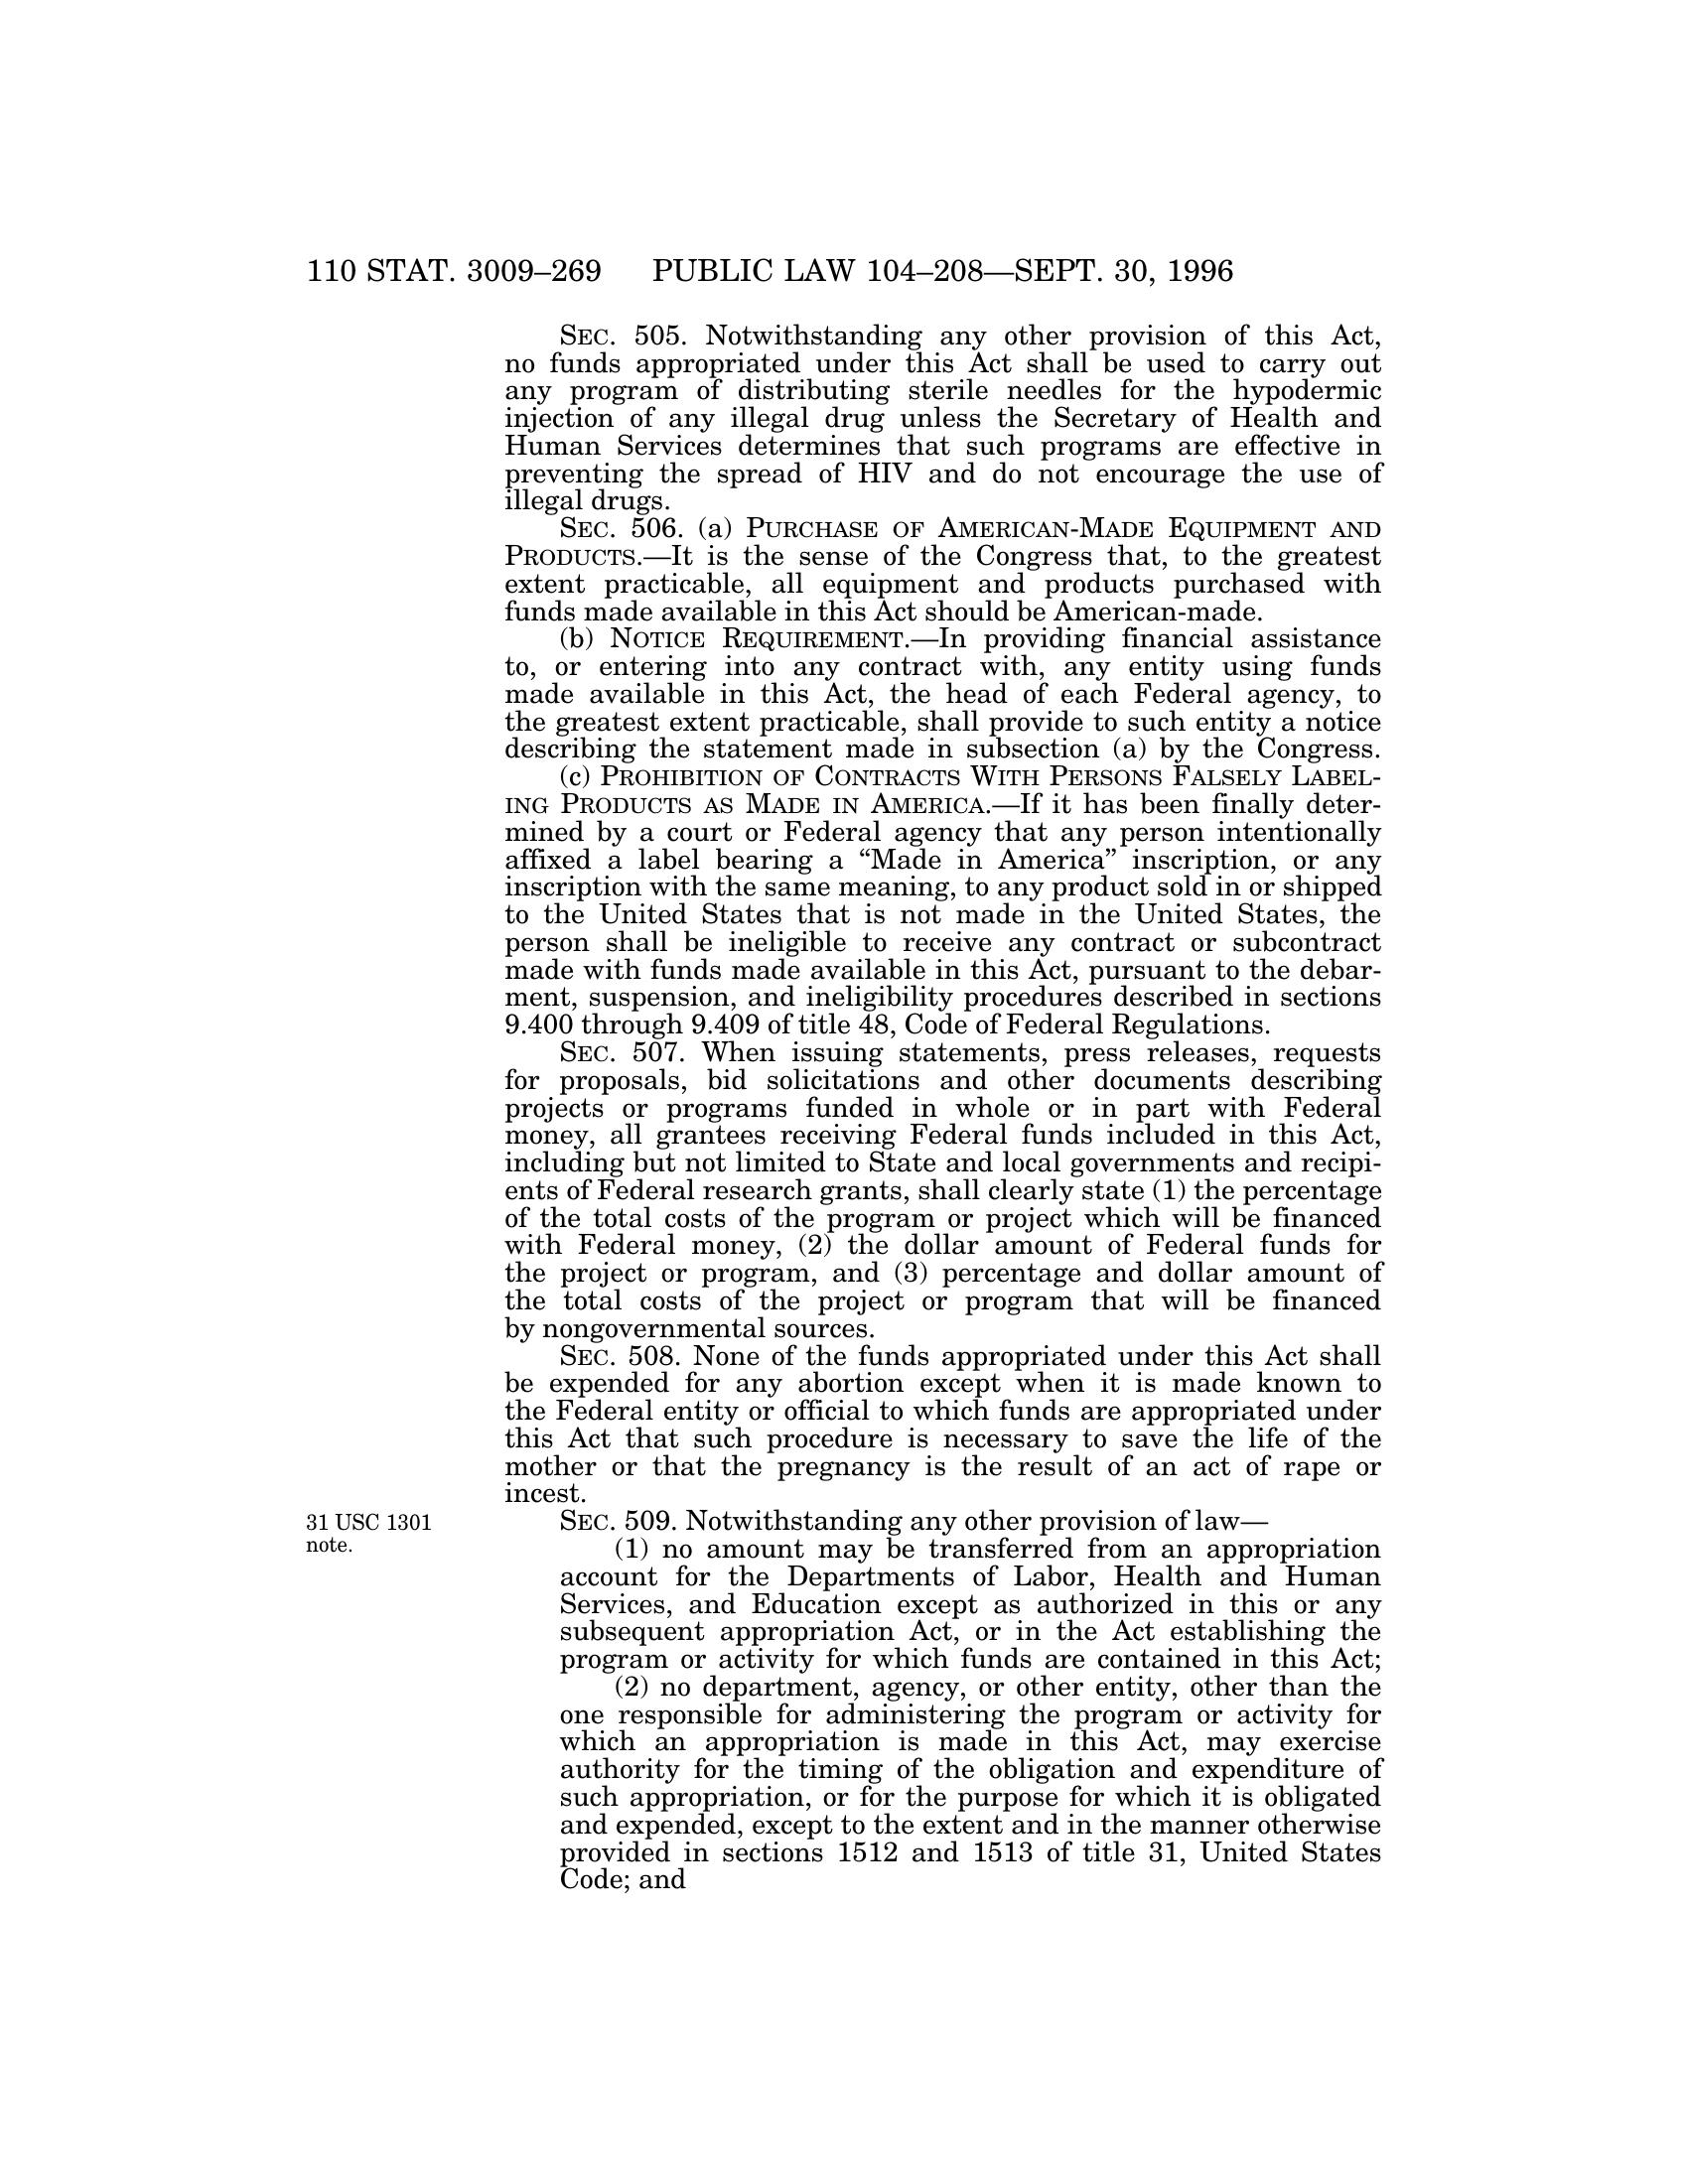 110 STAT. 3009–269 PUBLIC LAW 104–208—SEPT. 30, 1996
SEC. 505. Notwithstanding any other provision of this Act,
no funds appropriated under this Act shall be used to carry out
any program of distributing sterile needles for the hypodermic
injection of any illegal drug unless the Secretary of Health and
Human Services determines that such programs are effective in
preventing the spread of HIV and do not encourage the use of
illegal drugs.
SEC. 506. (a) PURCHASE OF AMERICAN-MADE EQUIPMENT AND
PRODUCTS.—It is the sense of the Congress that, to the greatest
extent practicable, all equipment and products purchased with
funds made available in this Act should be American-made.
(b) NOTICE REQUIREMENT.—In providing financial assistance
to, or entering into any contract with, any entity using funds
made available in this Act, the head of each Federal agency, to
the greatest extent practicable, shall provide to such entity a notice
describing the statement made in subsection (a) by the Congress.
(c) PROHIBITION OF CONTRACTS WITH PERSONS FALSELY LABEL-
ING PRODUCTS AS MADE IN AMERICA.—If it has been finally deter-
mined by a court or Federal agency that any person intentionally
affixed a label bearing a “Made in America” inscription, or any
inscription with the same meaning, to any product sold in or shipped
to the United States that is not made in the United States, the
person shall be ineligible to receive any contract or subcontract
made with funds made available in this Act, pursuant to the debar-
ment, suspension, and ineligibility procedures described in sections
9.400 through 9.409 of title 48, Code of Federal Regulations.
SEC. 507. When issuing statements, press releases, requests
for proposals, bid solicitations and other documents describing
projects or programs funded in whole or in part with Federal
money, all grantees receiving Federal funds included in this Act,
including but not limited to State and local governments and recipi-
ents of Federal research grants, shall clearly state (1) the percentage
of the total costs of the program or project which will be financed
with Federal money, (2) the dollar amount of Federal funds for
the project or program, and (3) percentage and dollar amount of
the total costs of the project or program that will be financed
by nongovernmental sources.
SEC. 508. None of the funds appropriated under this Act shall
be expended for any abortion except when it is made known to
the Federal entity or official to which funds are appropriated under
this Act that such procedure is necessary to save the life of the
mother or that the pregnancy is the result of an act of rape or
incest.
31 USC 1301
note.
SEC. 509. Notwithstanding any other provision of law—
(1) no amount may be transferred from an appropriation
account for the Departments of Labor, Health and Human
Services, and Education except as authorized in this or any
subsequent appropriation Act, or in the Act establishing the
program or activity for which funds are contained in this Act;
(2) no department, agency, or other entity, other than the
one responsible for administering the program or activity for
which an appropriation is made in this Act, may exercise
authority for the timing of the obligation and expenditure of
such appropriation, or for the purpose for which it is obligated
and expended, except to the extent and in the manner otherwise
provided in sections 1512 and 1513 of title 31, United States
Code; and